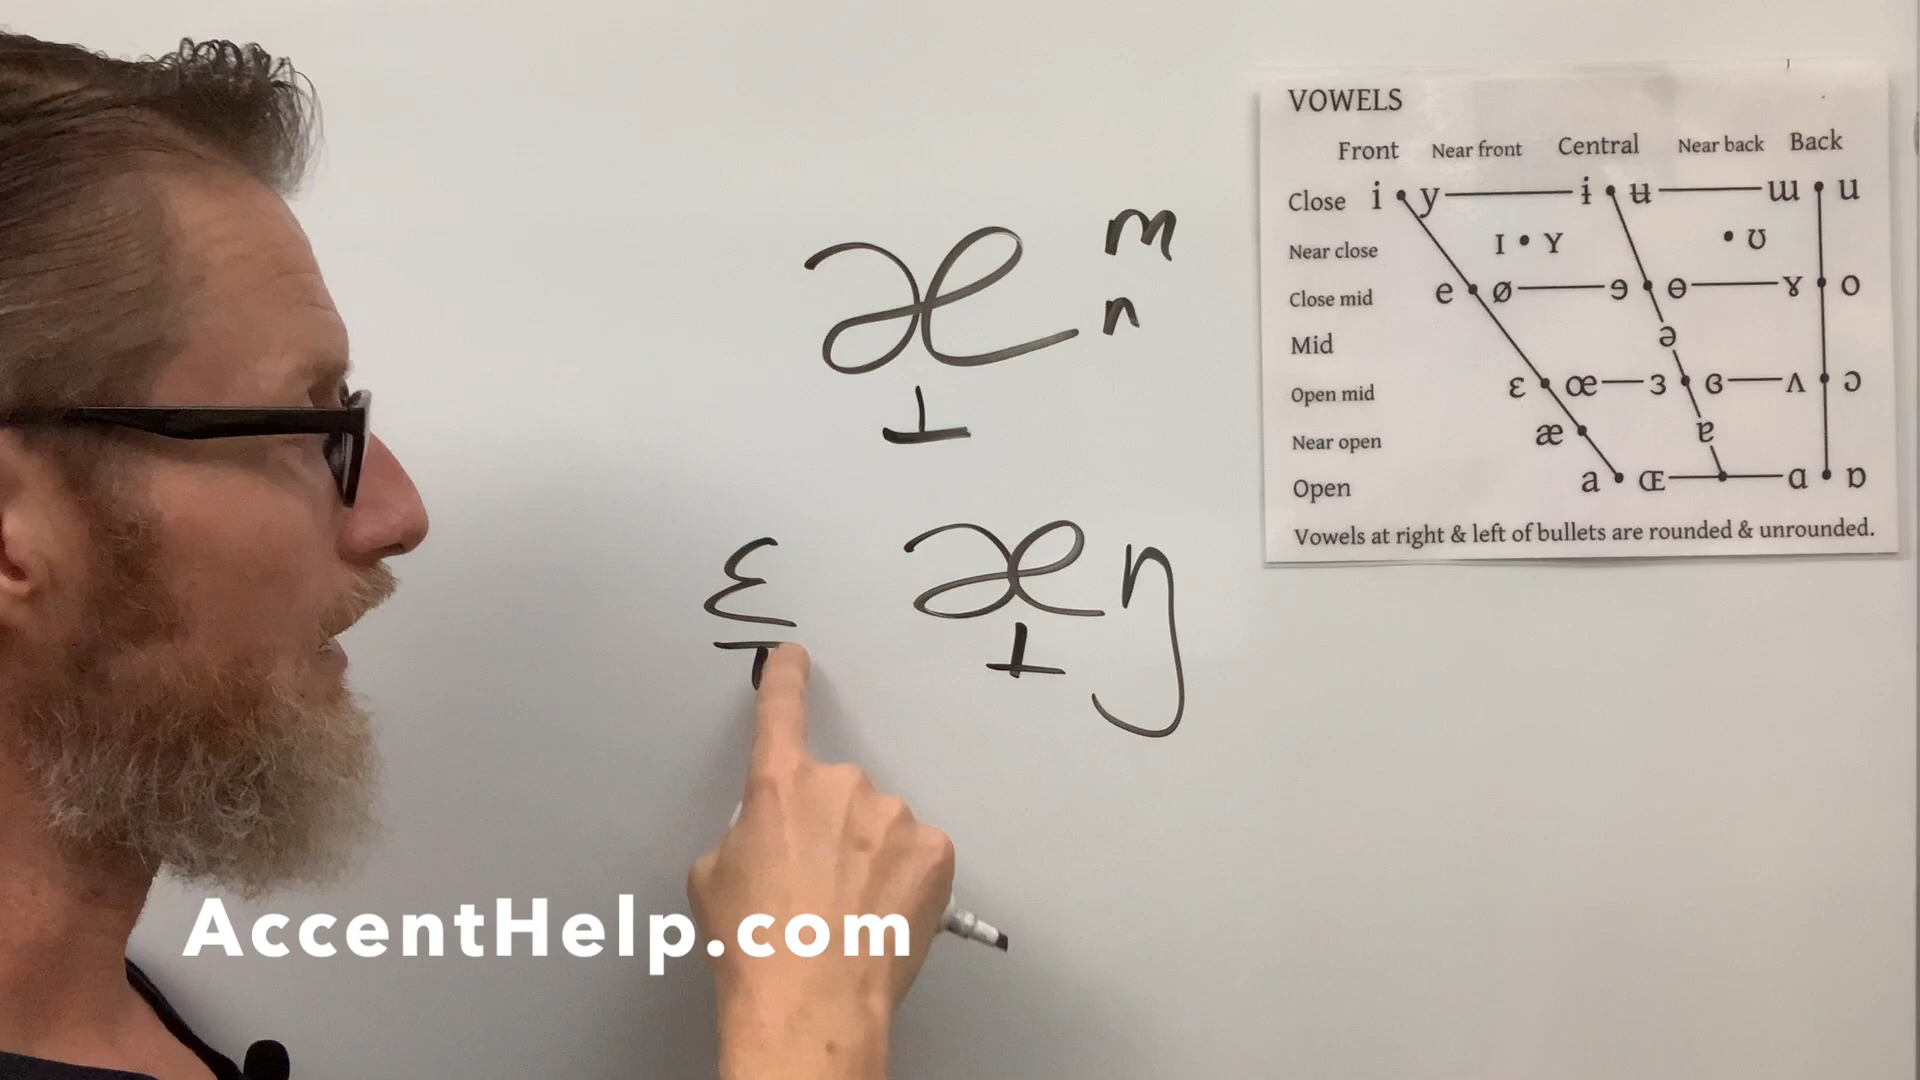 æ̝ m
n
ɛ̞ æ̝ ŋ
VOWELS
Front Near front Central Near back Back
Close i y ɨ ʉ ɯ u
Near close ɪ ʏ ʊ
Close mid e ø ɘ ɵ ɤ o
Mid ə
Open mid ɛ œ ɜ ɞ ʌ ɔ
Near open æ ɐ
Open a ɶ ɑ ɒ
Vowels at right & left of bullets are rounded & unrounded.
AccentHelp.com